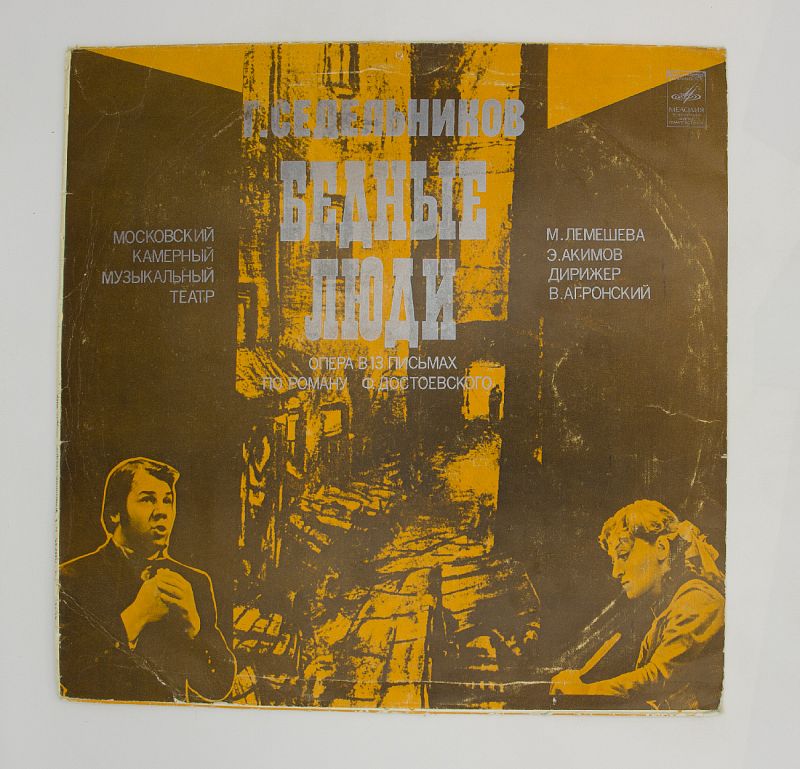 Г.СЕДЕЛЬНИКОВ
БЕДНЫЕ
ЛЮДИ
ОПЕРА В 13 ПИСЬМАХ
ПО РОМАНУ Ф.ДОСТОЕВСКОГО
МОСКОВСКИЙ
КАМЕРНЫЙ
МУЗЫКАЛЬНЫЙ
ТЕАТР
М.ЛЕМЕШЕВА
Э.АКИМОВ
ДИРИЖЕР
В.АГРОНСКИЙ
МЕЛОДИЯ